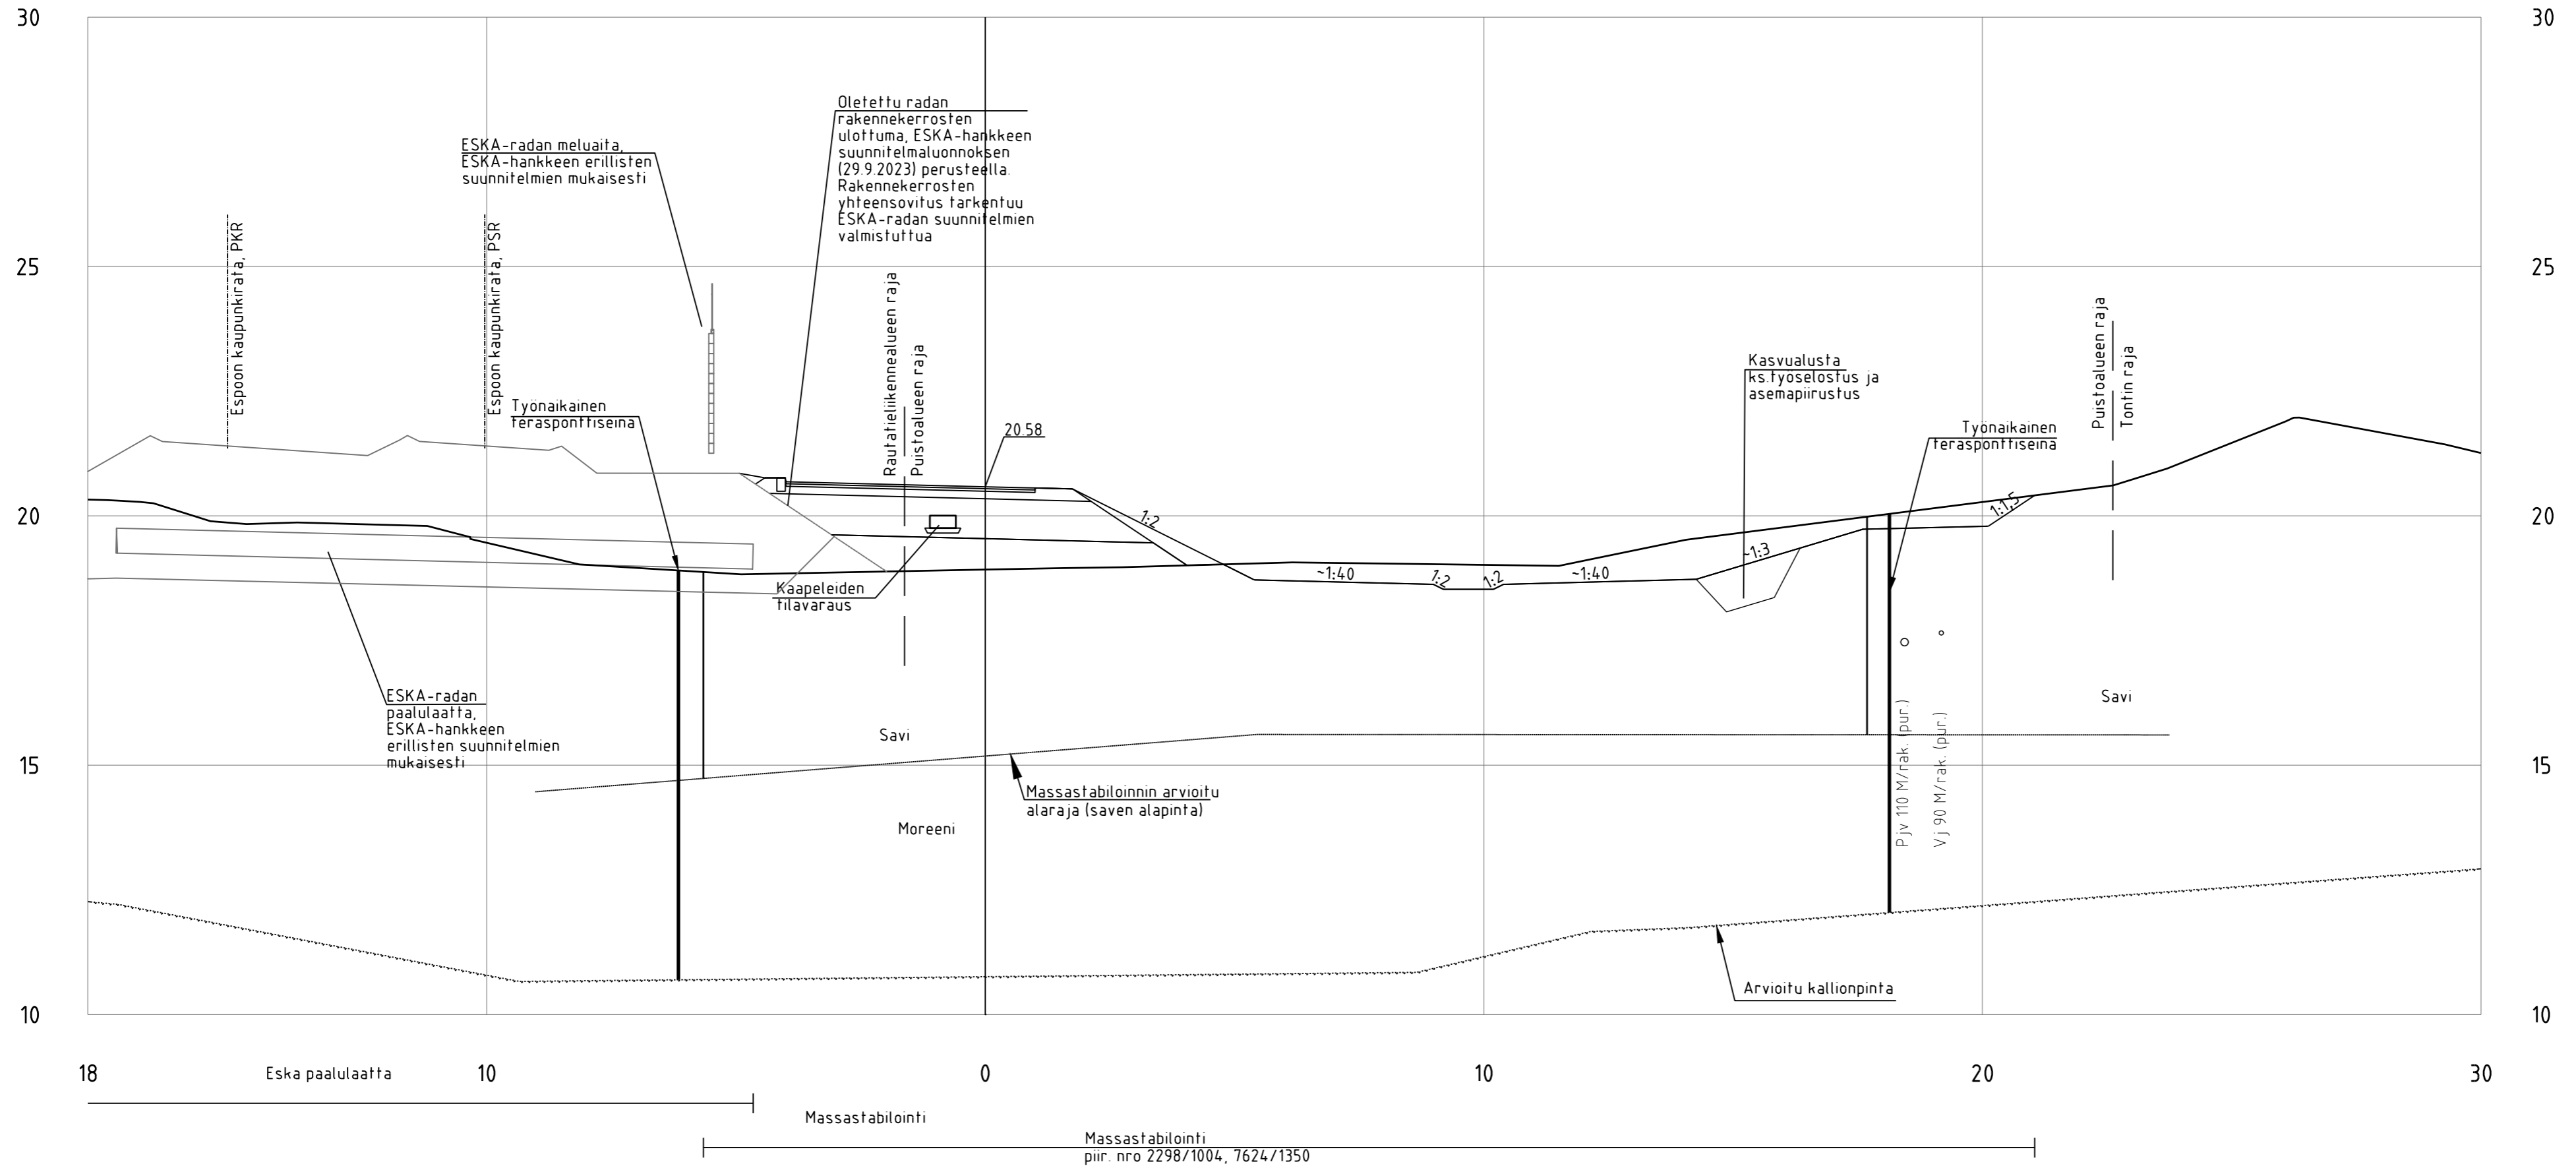 30
30
Oletettu radan
rakennekerrosten
ulottuma, ESKA-hankkeen
suunnitelmaluonnoksen
(29.9.2023) perusteella.
Rakennekerrosten
yhteensovitus tarkentuu
ESKA-radan suunnitelmien
valmistuttua
ESKA-radan meluaita,
ESKA-hankkeen erillisten
suunnitelmien mukaisesti
Espoon kaupunkirata, PKR
Espoon kaupunkirata, PSR
25
25
Rautatieliikennealueen raja
Puistoalueen raja
Puistoalueen raja
Tontin raja
Kasvualusta
ks.työselostus ja
asemapiirustus
Työnaikainen
teräsponttiseinä
20.58
Työnaikainen
teräsponttiseinä
20
20
1:2
1:1,5
~1:3
~1:40
1:2
1:2
~1:40
Kaapeleiden
tilavaraus
ESKA-radan
paalulaatta,
ESKA-hankkeen
erillisten suunnitelmien
mukaisesti
Savi
Savi
Pjv 110 M/rak. (pur.)
Vj 90 M/rak. (pur.)
15
15
Massastabiloinnin arvioitu
alaraja (saven alapinta)
Moreeni
Arvioitu kallionpinta
10
10
18
Eska paalulaatta
10
0
10
20
30
Massastabilointi
Massastabilointi
piir. nro 2298/1004, 7624/1350